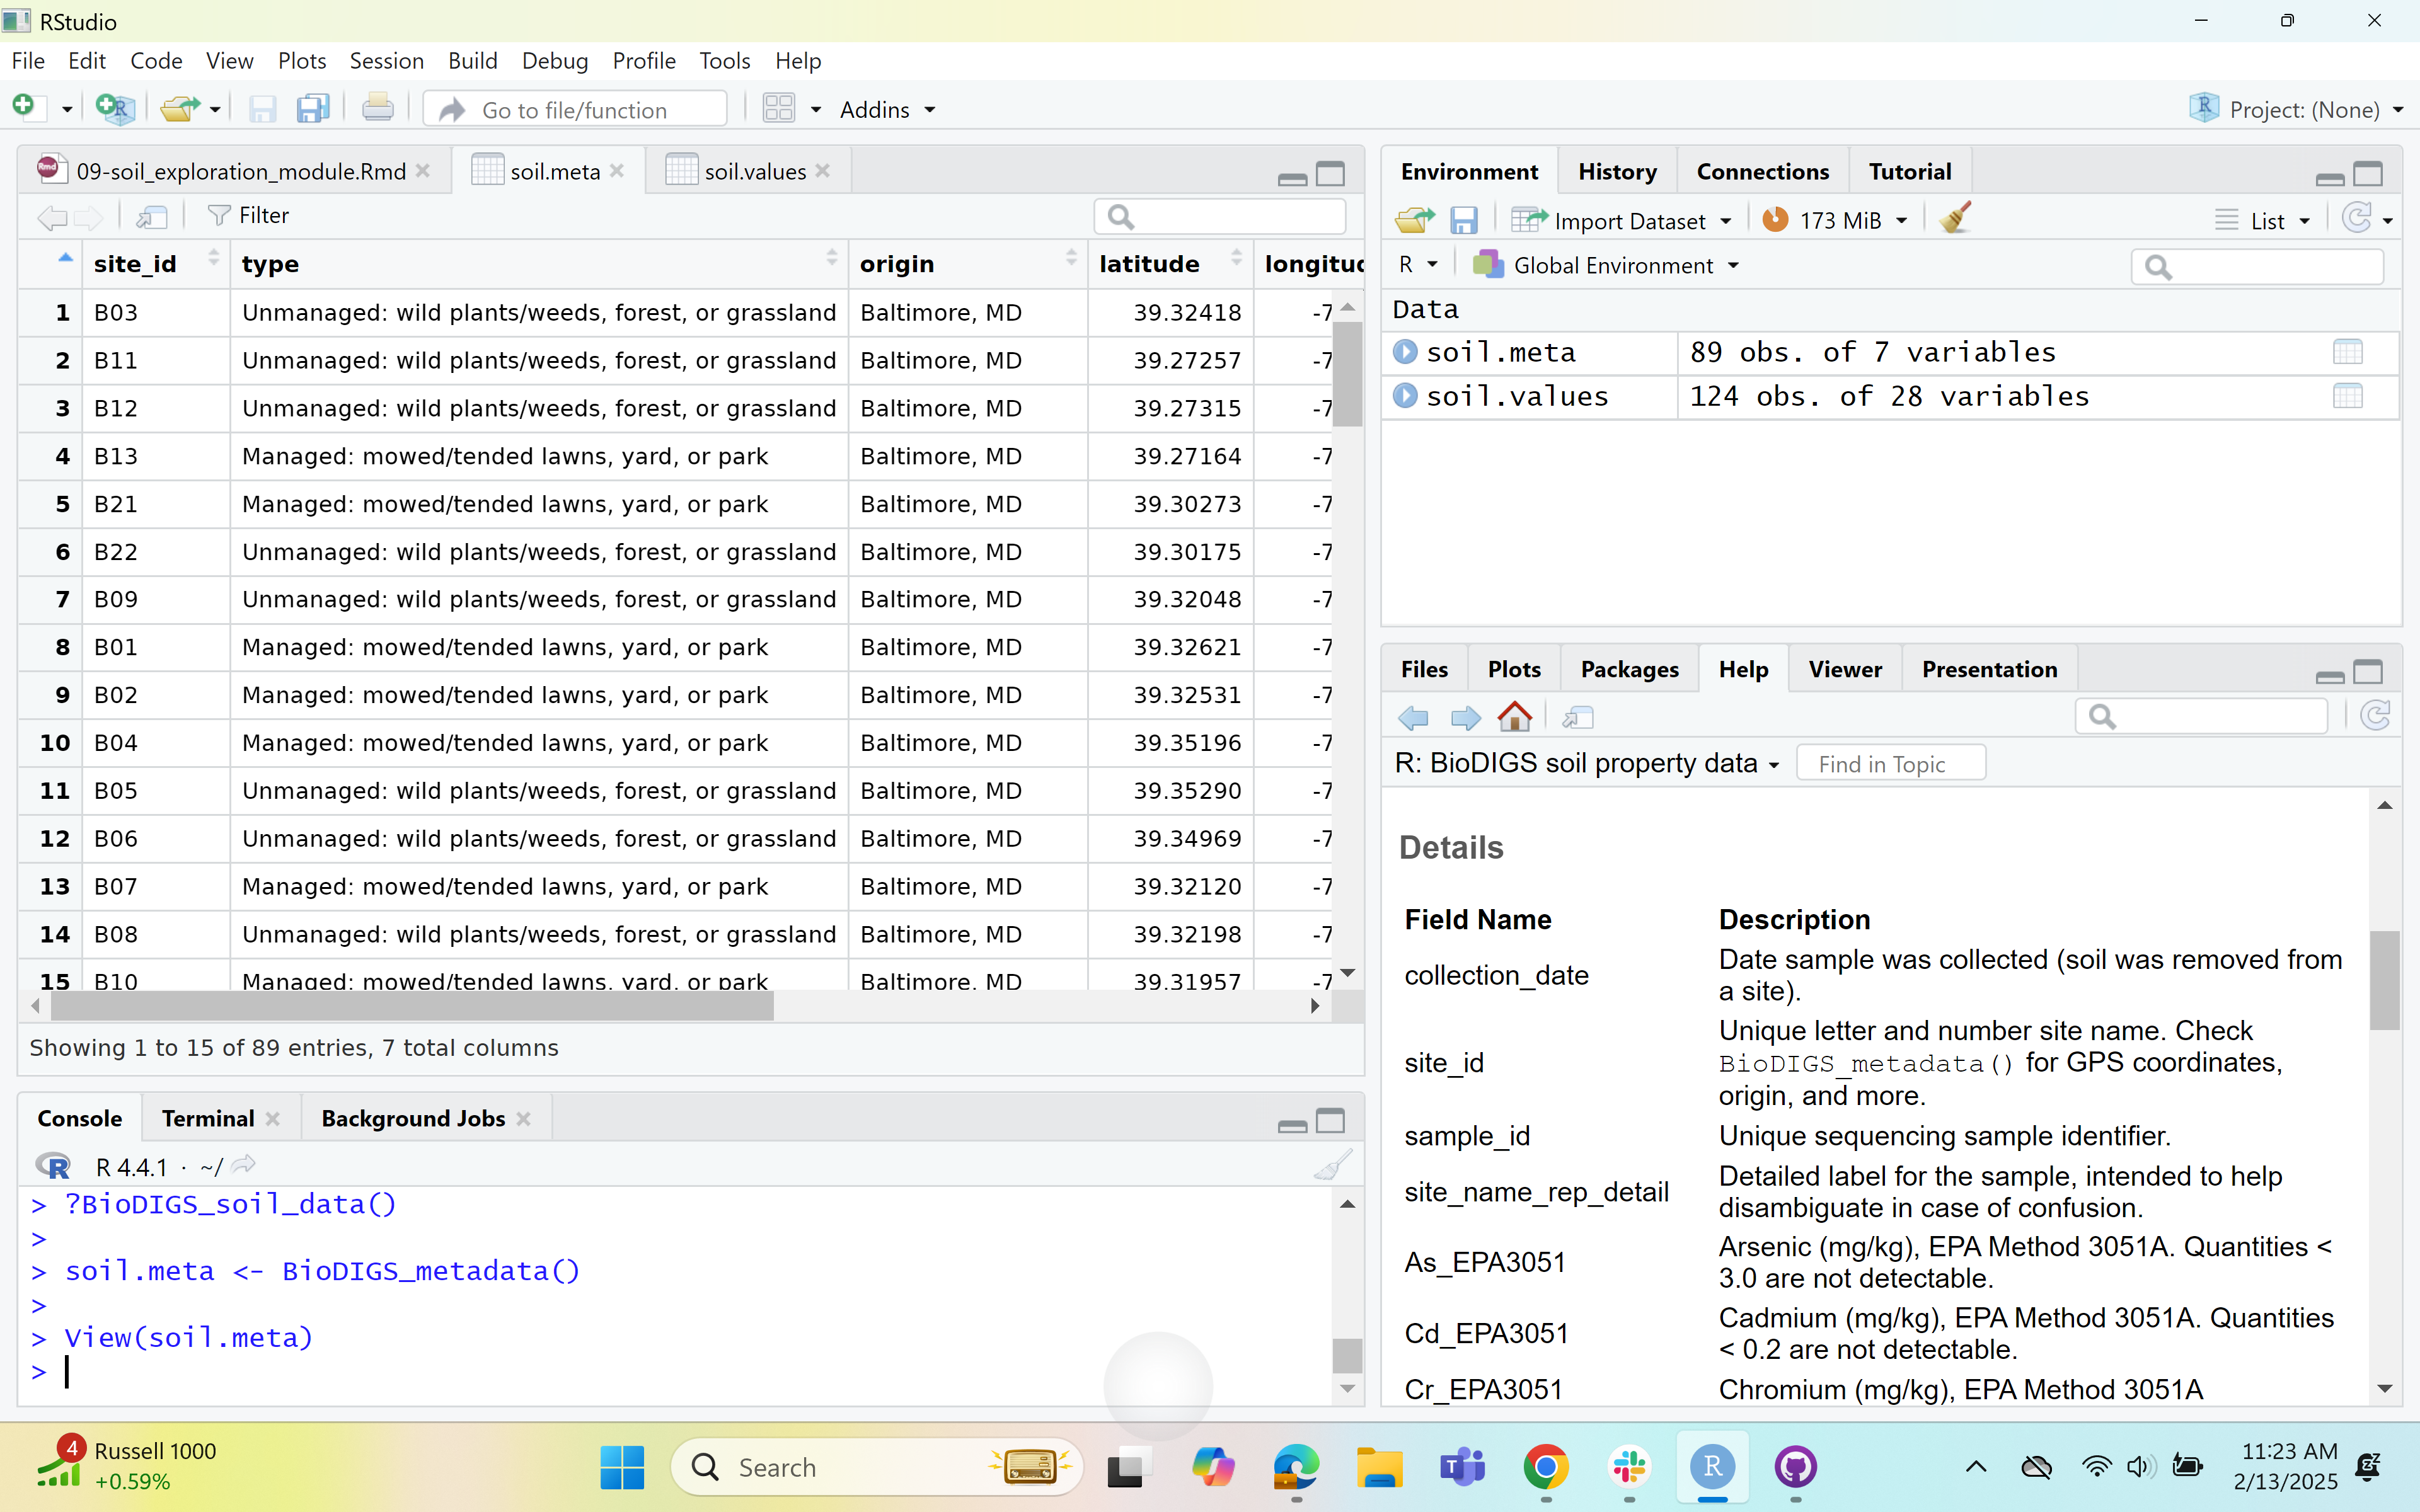 RStudio
File Edit Code View Plots Session Build Debug Profile Tools Help
Go to file/function Addins R Project: (None)
Rmd 09-soil_exploration_module.Rmd soil.meta soil.values
Filter
site_id type origin latitude longitud
1 B03 Unmanaged: wild plants/weeds, forest, or grassland Baltimore, MD 39.32418 -7
2 B11 Unmanaged: wild plants/weeds, forest, or grassland Baltimore, MD 39.27257 -7
3 B12 Unmanaged: wild plants/weeds, forest, or grassland Baltimore, MD 39.27315 -7
4 B13 Managed: mowed/tended lawns, yard, or park Baltimore, MD 39.27164 -7
5 B21 Managed: mowed/tended lawns, yard, or park Baltimore, MD 39.30273 -7
6 B22 Unmanaged: wild plants/weeds, forest, or grassland Baltimore, MD 39.30175 -7
7 B09 Unmanaged: wild plants/weeds, forest, or grassland Baltimore, MD 39.32048 -7
8 B01 Managed: mowed/tended lawns, yard, or park Baltimore, MD 39.32621 -7
9 B02 Managed: mowed/tended lawns, yard, or park Baltimore, MD 39.32531 -7
10 B04 Managed: mowed/tended lawns, yard, or park Baltimore, MD 39.35196 -7
11 B05 Unmanaged: wild plants/weeds, forest, or grassland Baltimore, MD 39.35290 -7
12 B06 Unmanaged: wild plants/weeds, forest, or grassland Baltimore, MD 39.34969 -7
13 B07 Managed: mowed/tended lawns, yard, or park Baltimore, MD 39.32120 -7
14 B08 Unmanaged: wild plants/weeds, forest, or grassland Baltimore, MD 39.32198 -7
15 B10 Managed: mowed/tended lawns, yard, or park Baltimore, MD 39.31957 -7
Showing 1 to 15 of 89 entries, 7 total columns
Console Terminal Background Jobs
R R 4.4.1 · ~/
> ?BioDIGS_soil_data()
>
> soil.meta <- BioDIGS_metadata()
>
> View(soil.meta)
>
Environment History Connections Tutorial
Import Dataset 173 MiB List
R Global Environment
Data
soil.meta 89 obs. of 7 variables
soil.values 124 obs. of 28 variables
Files Plots Packages Help Viewer Presentation
R: BioDIGS soil property data Find in Topic
Details
Field Name Description
collection_date Date sample was collected (soil was removed from
a site).
site_id Unique letter and number site name. Check
BioDIGS_metadata() for GPS coordinates,
origin, and more.
sample_id Unique sequencing sample identifier.
site_name_rep_detail Detailed label for the sample, intended to help
disambiguate in case of confusion.
As_EPA3051 Arsenic (mg/kg), EPA Method 3051A. Quantities <
3.0 are not detectable.
Cd_EPA3051 Cadmium (mg/kg), EPA Method 3051A. Quantities
< 0.2 are not detectable.
Cr_EPA3051 Chromium (mg/kg), EPA Method 3051A
4 Russell 1000
+0.59%
Search
T R
11:23 AM
2/13/2025